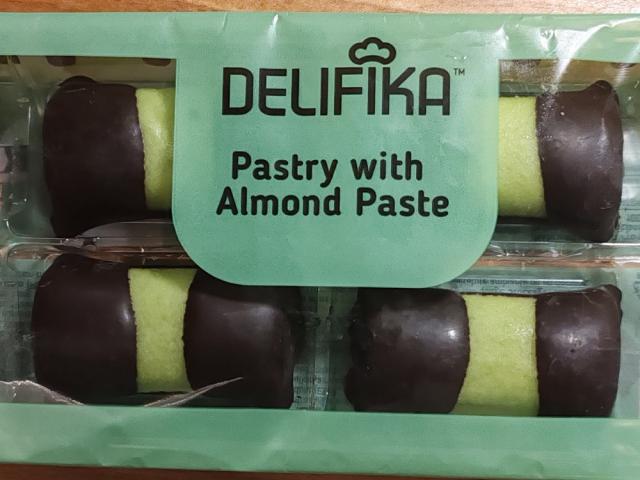 DELIFIKA™
Pastry with
Almond Paste